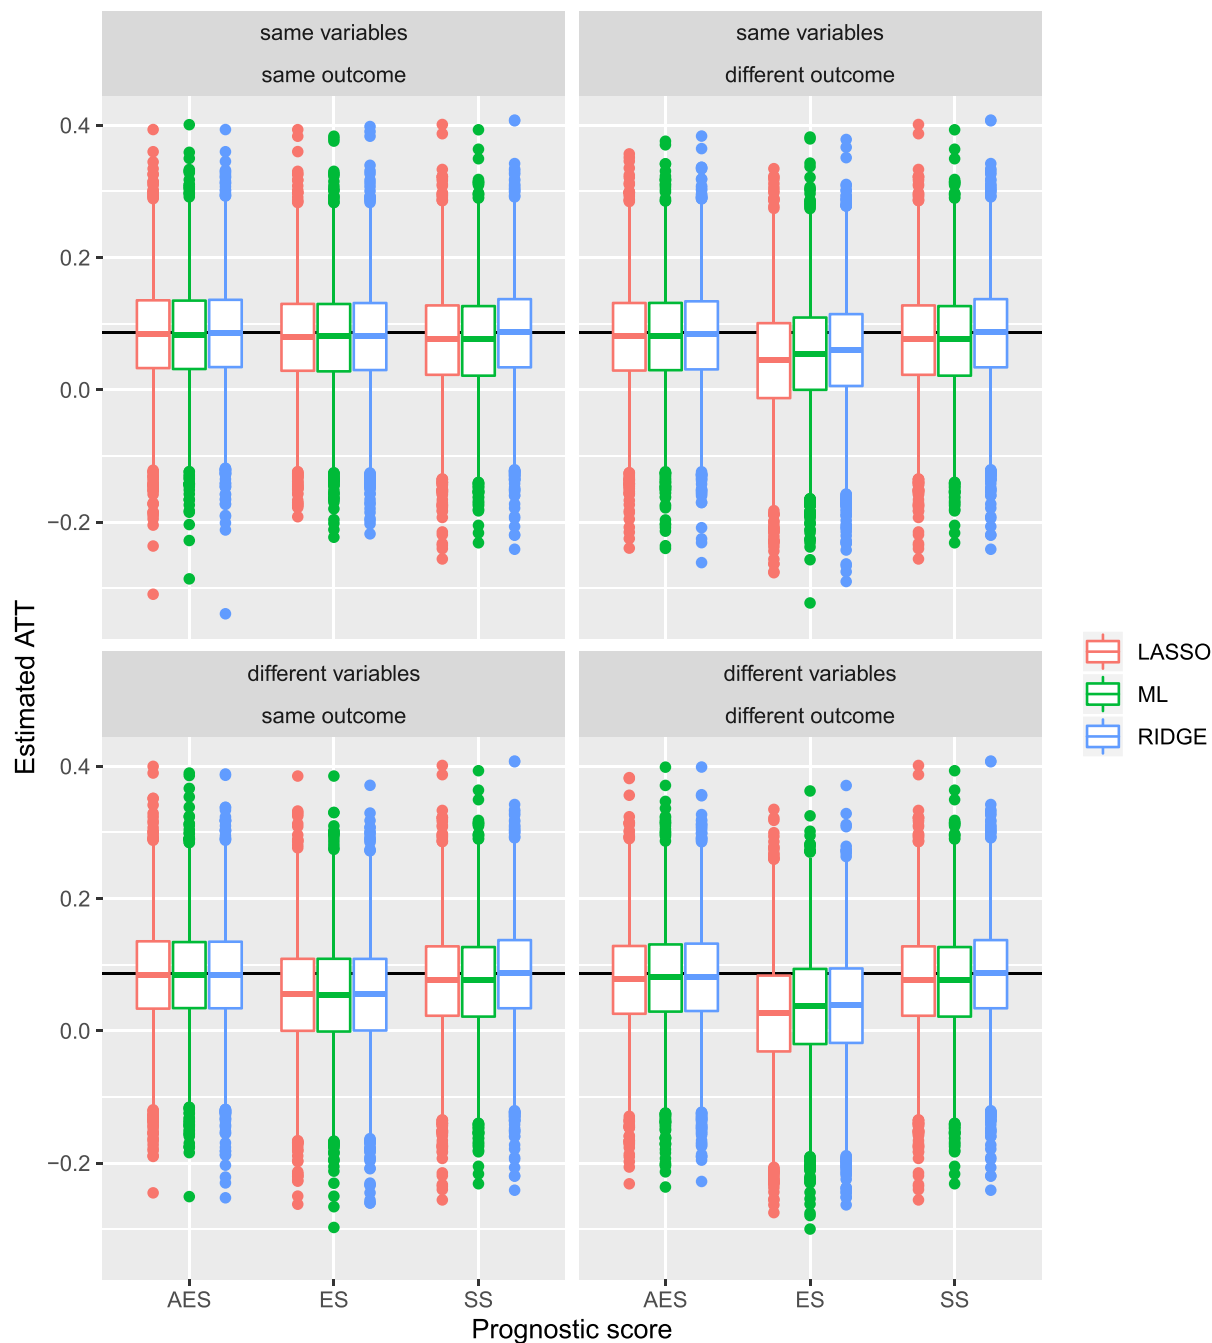 same variables
same outcome
same variables
different outcome
0.4
0.2
0.0
−0.2
different variables
same outcome
different variables
different outcome
0.4
0.2
0.0
−0.2
Estimated ATT
AES
ES
SS
AES
ES
SS
Prognostic score
LASSO
ML
RIDGE